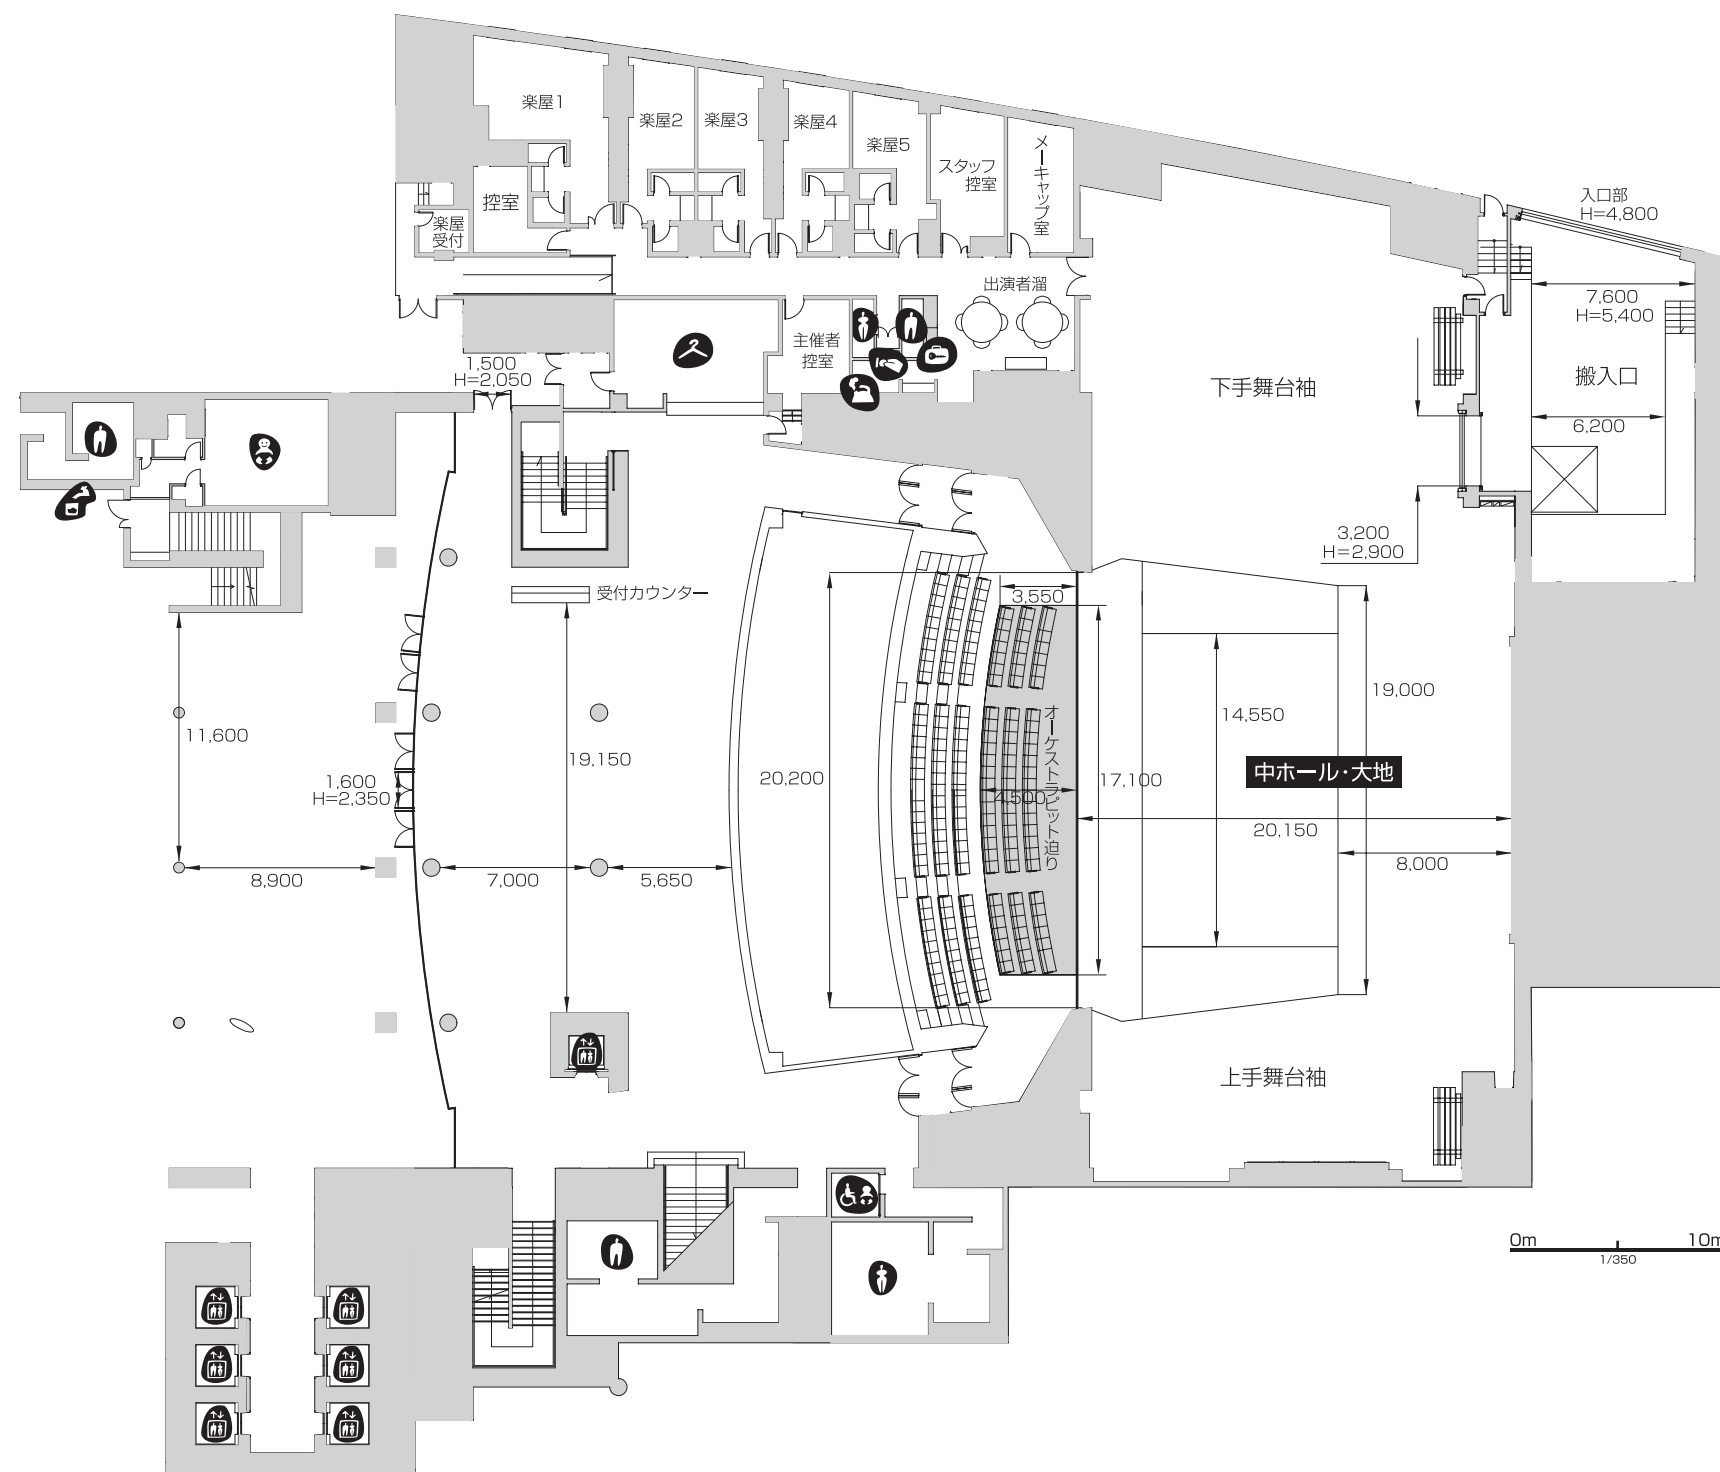 楽屋1
楽屋2
楽屋3
楽屋4
楽屋5
スタッフ
控室
メーキャップ室
控室
楽屋
受付
入口部
H=4,800
7,600
H=5,400
出演者溜
主催者
控室
1,500
H=2,050
下手舞台袖
搬入口
6,200
3,200
H=2,900
受付カウンター
3,550
19,000
14,550
11,600
オーケストラピット迫り
19,150
1,600
H=2,350
20,200
4,500
17,100
中ホール・大地
20,150
8,000
8,900
7,000
5,650
上手舞台袖
0m
10m
1/350